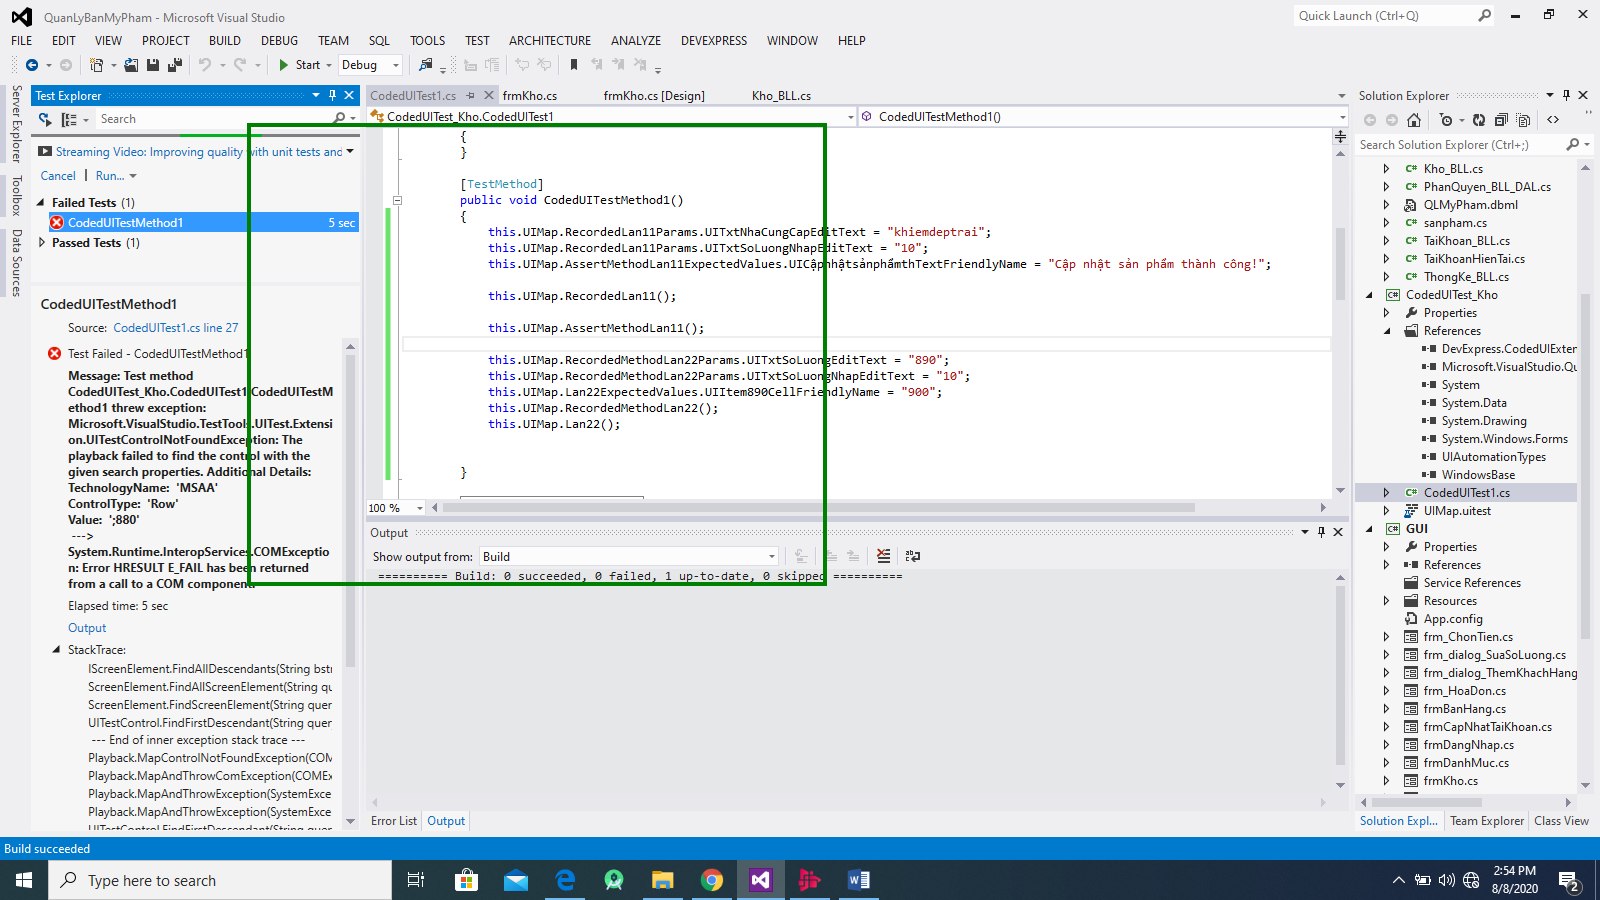 QuanLyBanMyPham - Microsoft Visual Studio
Quick Launch (Ctrl+Q)
FILE EDIT VIEW PROJECT BUILD DEBUG TEAM SQL TOOLS TEST ARCHITECTURE ANALYZE DEVEXPRESS WINDOW HELP
Start Debug
Server Explorer
Toolbox
Data Sources
Test Explorer
Search
Streaming Video: Improving quality with unit tests and
Cancel | Run...
Failed Tests (1)
CodedUITestMethod1 5 sec
Passed Tests (1)
CodedUITestMethod1
Source: CodedUITest1.cs line 27
Test Failed - CodedUITestMethod1
Message: Test method
CodedUITest_Kho.CodedUITest1.CodedUITestM
ethod1 threw exception:
Microsoft.VisualStudio.TestTools.UITest.Extensi
on.UITestControlNotFoundException: The
playback failed to find the control with the
given search properties. Additional Details:
TechnologyName: 'MSAA'
ControlType: 'Row'
Value: ';880'
--->
System.Runtime.InteropServices.COMExceptio
n: Error HRESULT E_FAIL has been returned
from a call to a COM component.
Elapsed time: 5 sec
Output
StackTrace:
IScreenElement.FindAllDescendants(String bstr
ScreenElement.FindAllScreenElement(String qu
ScreenElement.FindScreenElement(String quer
UITestControl.FindFirstDescendant(String quer
--- End of inner exception stack trace ---
Playback.MapControlNotFoundException(COM
Playback.MapAndThrowComException(COMEx
Playback.MapAndThrowException(SystemExce
Playback.MapAndThrowException(SystemExce
UITestControl.FindFirstDescendant(String quer
CodedUITest1.cs frmKho.cs frmKho.cs [Design] Kho_BLL.cs
CodedUITest_Kho.CodedUITest1 CodedUITestMethod1()
{
}
[TestMethod]
public void CodedUITestMethod1()
{
this.UIMap.RecordedLan11Params.UITxtNhaCungCapEditText = "khiemdeptrai";
this.UIMap.RecordedLan11Params.UITxtSoLuongNhapEditText = "10";
this.UIMap.AssertMethodLan11ExpectedValues.UICậpnhậtsảnphẩmthTextFriendlyName = "Cập nhật sản phẩm thành công!";
this.UIMap.RecordedLan11();
this.UIMap.AssertMethodLan11();
this.UIMap.RecordedMethodLan22Params.UITxtSoLuongEditText = "890";
this.UIMap.RecordedMethodLan22Params.UITxtSoLuongNhapEditText = "10";
this.UIMap.Lan22ExpectedValues.UIItem890CellFriendlyName = "900";
this.UIMap.RecordedMethodLan22();
this.UIMap.Lan22();
}
100 %
Output
Show output from: Build
========== Build: 0 succeeded, 0 failed, 1 up-to-date, 0 skipped ==========
Error List Output
Solution Explorer
Search Solution Explorer (Ctrl+;)
Kho_BLL.cs
PhanQuyen_BLL_DAL.cs
QLMyPham.dbml
sanpham.cs
TaiKhoan_BLL.cs
TaiKhoanHienTai.cs
ThongKe_BLL.cs
CodedUITest_Kho
Properties
References
DevExpress.CodedUIExten
Microsoft.VisualStudio.Qu
System
System.Data
System.Drawing
System.Windows.Forms
UIAutomationTypes
WindowsBase
CodedUITest1.cs
UIMap.uitest
GUI
Properties
References
Service References
Resources
App.config
frm_ChonTien.cs
frm_dialog_SuaSoLuong.cs
frm_dialog_ThemKhachHang
frm_HoaDon.cs
frmBanHang.cs
frmCapNhatTaiKhoan.cs
frmDangNhap.cs
frmDanhMuc.cs
frmKho.cs
Solution Expl... Team Explorer Class View
Build succeeded
Type here to search
2:54 PM
8/8/2020
2